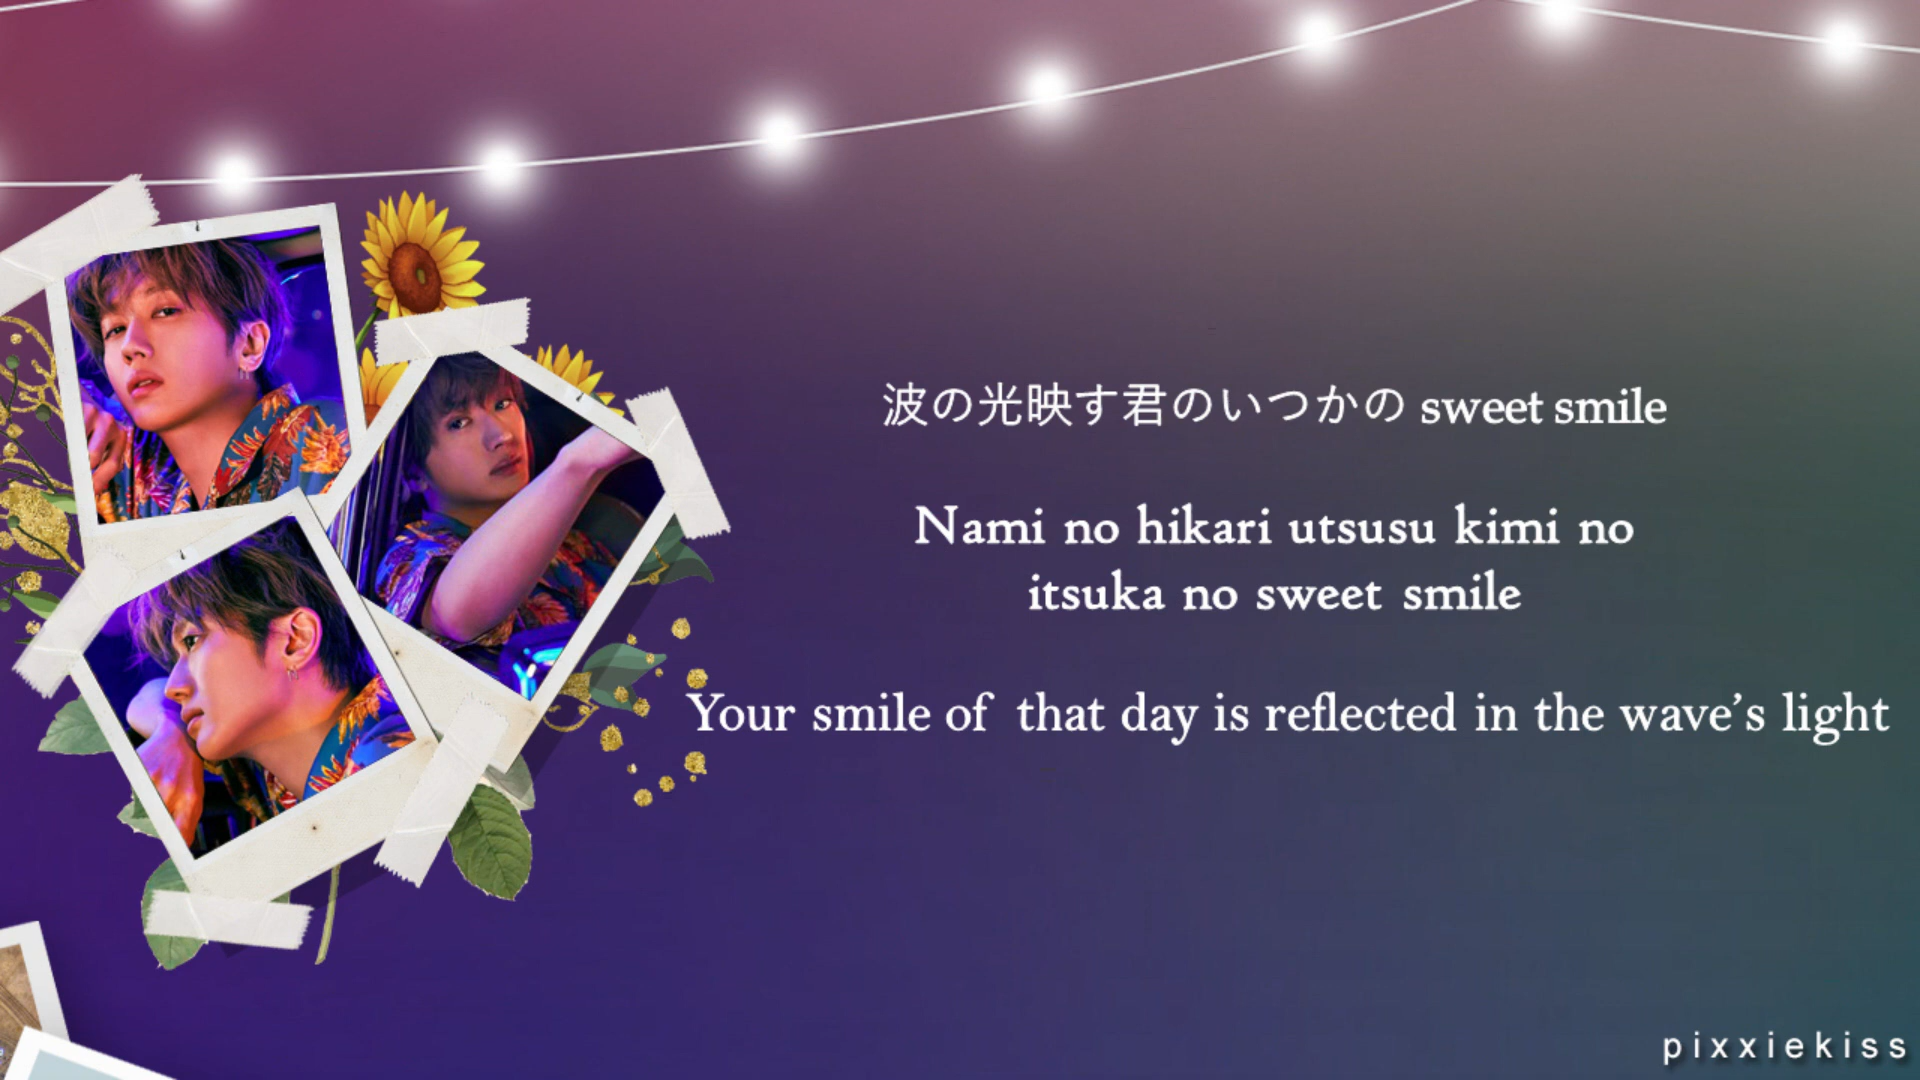 波の光映す君のいつかの sweet smile
Nami no hikari utsusu kimi no
itsuka no sweet smile
Your smile of that day is reflected in the wave's light
pixxiekiss